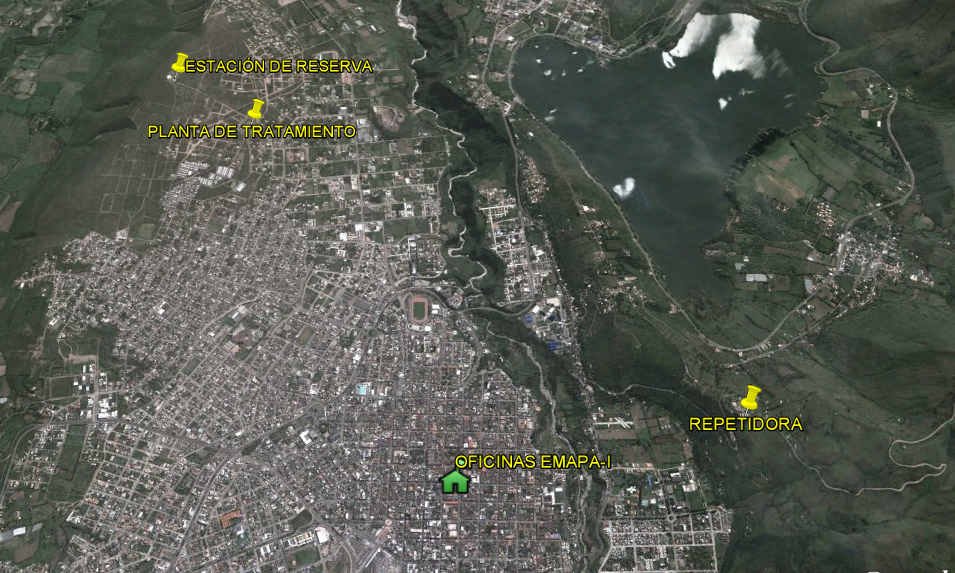 ESTACIÓN DE RESERVA
PLANTA DE TRATAMIENTO
REPETIDORA
OFICINAS EMAPA-I